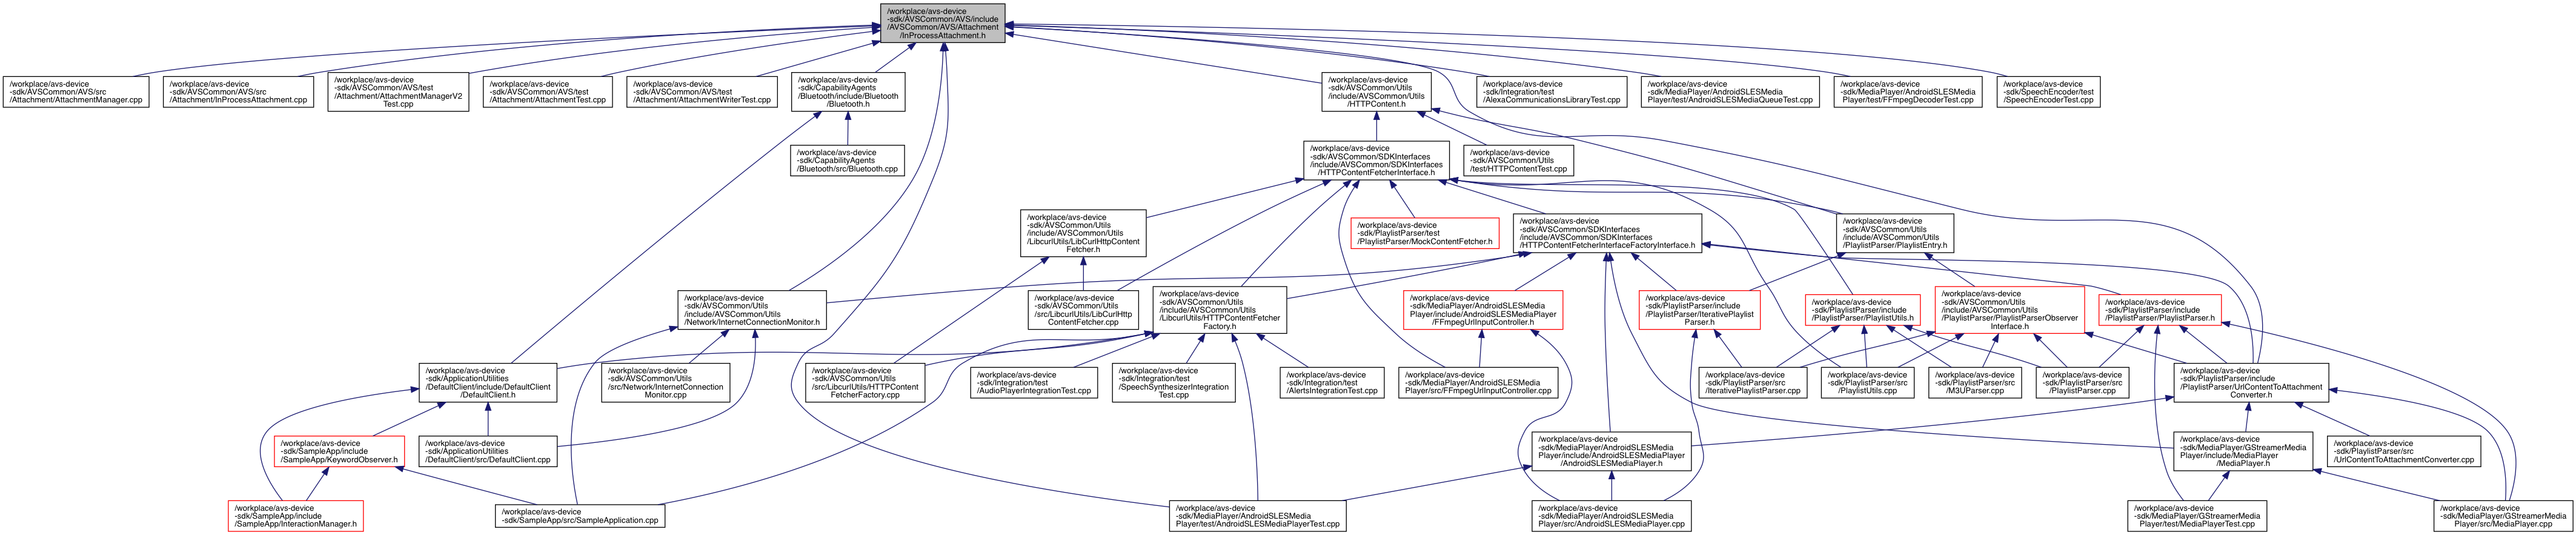 /workplace/avs-device
-sdk/AVSCommon/AVS/include
/AVSCommon/AVS/Attachment
/InProcessAttachment.h
/workplace/avs-device
-sdk/AVSCommon/AVS/src
/Attachment/AttachmentManager.cpp
/workplace/avs-device
-sdk/AVSCommon/AVS/src
/Attachment/InProcessAttachment.cpp
/workplace/avs-device
-sdk/AVSCommon/AVS/test
/Attachment/AttachmentManagerV2
Test.cpp
/workplace/avs-device
-sdk/AVSCommon/AVS/test
/Attachment/AttachmentTest.cpp
/workplace/avs-device
-sdk/AVSCommon/AVS/test
/Attachment/AttachmentWriterTest.cpp
/workplace/avs-device
-sdk/CapabilityAgents
/Bluetooth/include/Bluetooth
/Bluetooth.h
/workplace/avs-device
-sdk/AVSCommon/Utils
/include/AVSCommon/Utils
/HTTPContent.h
/workplace/avs-device
-sdk/Integration/test
/AlexaCommunicationsLibraryTest.cpp
/workplace/avs-device
-sdk/MediaPlayer/AndroidSLESMedia
Player/test/AndroidSLESMediaQueueTest.cpp
/workplace/avs-device
-sdk/MediaPlayer/AndroidSLESMedia
Player/test/FFmpegDecoderTest.cpp
/workplace/avs-device
-sdk/SpeechEncoder/test
/SpeechEncoderTest.cpp
/workplace/avs-device
-sdk/CapabilityAgents
/Bluetooth/src/Bluetooth.cpp
/workplace/avs-device
-sdk/AVSCommon/SDKInterfaces
/include/AVSCommon/SDKInterfaces
/HTTPContentFetcherInterface.h
/workplace/avs-device
-sdk/AVSCommon/Utils
/test/HTTPContentTest.cpp
/workplace/avs-device
-sdk/AVSCommon/Utils
/include/AVSCommon/Utils
/LibcurlUtils/LibCurlHttpContent
Fetcher.h
/workplace/avs-device
-sdk/PlaylistParser/test
/PlaylistParser/MockContentFetcher.h
/workplace/avs-device
-sdk/AVSCommon/SDKInterfaces
/include/AVSCommon/SDKInterfaces
/HTTPContentFetcherInterfaceFactoryInterface.h
/workplace/avs-device
-sdk/AVSCommon/Utils
/include/AVSCommon/Utils
/PlaylistParser/PlaylistEntry.h
/workplace/avs-device
-sdk/AVSCommon/Utils
/include/AVSCommon/Utils
/Network/InternetConnectionMonitor.h
/workplace/avs-device
-sdk/AVSCommon/Utils
/src/LibcurlUtils/LibCurlHttp
ContentFetcher.cpp
/workplace/avs-device
-sdk/AVSCommon/Utils
/include/AVSCommon/Utils
/LibcurlUtils/HTTPContentFetcher
Factory.h
/workplace/avs-device
-sdk/MediaPlayer/AndroidSLESMedia
Player/include/AndroidSLESMediaPlayer
/FFmpegUrlInputController.h
/workplace/avs-device
-sdk/PlaylistParser/include
/PlaylistParser/IterativePlaylist
Parser.h
/workplace/avs-device
-sdk/PlaylistParser/include
/PlaylistParser/PlaylistUtils.h
/workplace/avs-device
-sdk/AVSCommon/Utils
/include/AVSCommon/Utils
/PlaylistParser/PlaylistParserObserver
Interface.h
/workplace/avs-device
-sdk/PlaylistParser/include
/PlaylistParser/PlaylistParser.h
/workplace/avs-device
-sdk/ApplicationUtilities
/DefaultClient/include/DefaultClient
/DefaultClient.h
/workplace/avs-device
-sdk/AVSCommon/Utils
/src/Network/InternetConnection
Monitor.cpp
/workplace/avs-device
-sdk/AVSCommon/Utils
/src/LibcurlUtils/HTTPContent
FetcherFactory.cpp
/workplace/avs-device
-sdk/Integration/test
/AudioPlayerIntegrationTest.cpp
/workplace/avs-device
-sdk/Integration/test
/SpeechSynthesizerIntegration
Test.cpp
/workplace/avs-device
-sdk/Integration/test
/AlertsIntegrationTest.cpp
/workplace/avs-device
-sdk/MediaPlayer/AndroidSLESMedia
Player/src/FFmpegUrlInputController.cpp
/workplace/avs-device
-sdk/PlaylistParser/src
/IterativePlaylistParser.cpp
/workplace/avs-device
-sdk/PlaylistParser/src
/PlaylistUtils.cpp
/workplace/avs-device
-sdk/PlaylistParser/src
/M3UParser.cpp
/workplace/avs-device
-sdk/PlaylistParser/src
/PlaylistParser.cpp
/workplace/avs-device
-sdk/PlaylistParser/include
/PlaylistParser/UrlContentToAttachment
Converter.h
/workplace/avs-device
-sdk/SampleApp/include
/SampleApp/KeywordObserver.h
/workplace/avs-device
-sdk/ApplicationUtilities
/DefaultClient/src/DefaultClient.cpp
/workplace/avs-device
-sdk/MediaPlayer/AndroidSLESMedia
Player/include/AndroidSLESMediaPlayer
/AndroidSLESMediaPlayer.h
/workplace/avs-device
-sdk/MediaPlayer/GStreamerMedia
Player/include/MediaPlayer
/MediaPlayer.h
/workplace/avs-device
-sdk/PlaylistParser/src
/UrlContentToAttachmentConverter.cpp
/workplace/avs-device
-sdk/SampleApp/include
/SampleApp/InteractionManager.h
/workplace/avs-device
-sdk/SampleApp/src/SampleApplication.cpp
/workplace/avs-device
-sdk/MediaPlayer/AndroidSLESMedia
Player/test/AndroidSLESMediaPlayerTest.cpp
/workplace/avs-device
-sdk/MediaPlayer/AndroidSLESMedia
Player/src/AndroidSLESMediaPlayer.cpp
/workplace/avs-device
-sdk/MediaPlayer/GStreamerMedia
Player/test/MediaPlayerTest.cpp
/workplace/avs-device
-sdk/MediaPlayer/GStreamerMedia
Player/src/MediaPlayer.cpp